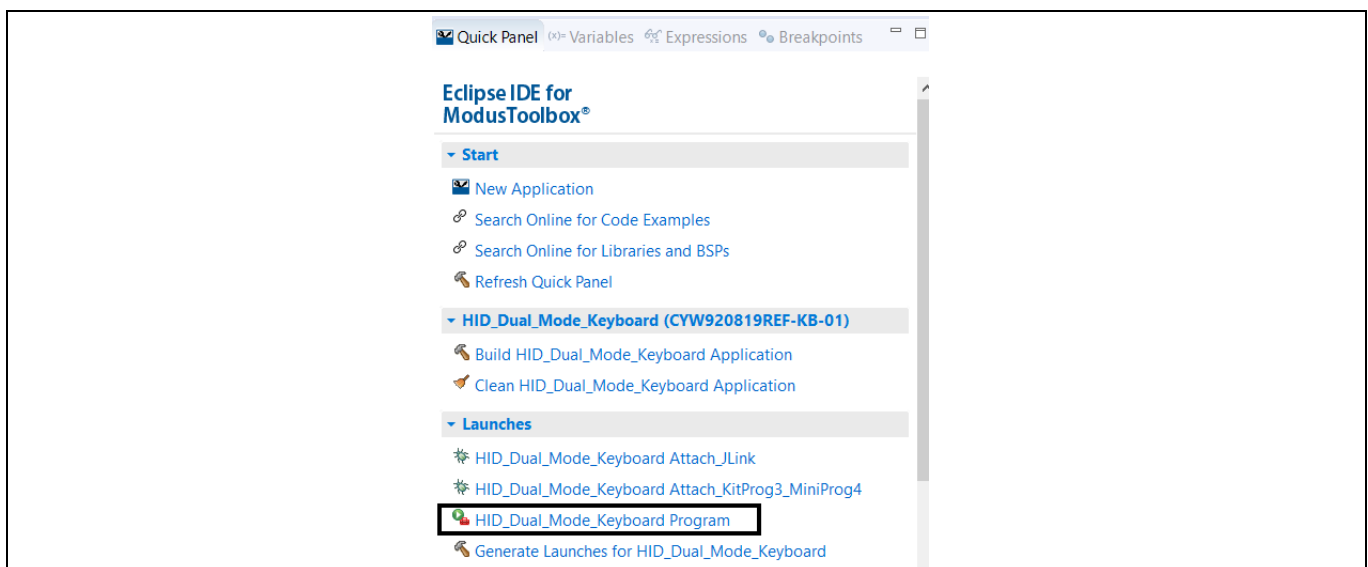 Quick Panel (x)= Variables Expressions Breakpoints
Eclipse IDE for
ModusToolbox®
Start
New Application
Search Online for Code Examples
Search Online for Libraries and BSPs
Refresh Quick Panel
HID_Dual_Mode_Keyboard (CYW920819REF-KB-01)
Build HID_Dual_Mode_Keyboard Application
Clean HID_Dual_Mode_Keyboard Application
Launches
HID_Dual_Mode_Keyboard Attach_JLink
HID_Dual_Mode_Keyboard Attach_KitProg3_MiniProg4
HID_Dual_Mode_Keyboard Program
Generate Launches for HID_Dual_Mode_Keyboard